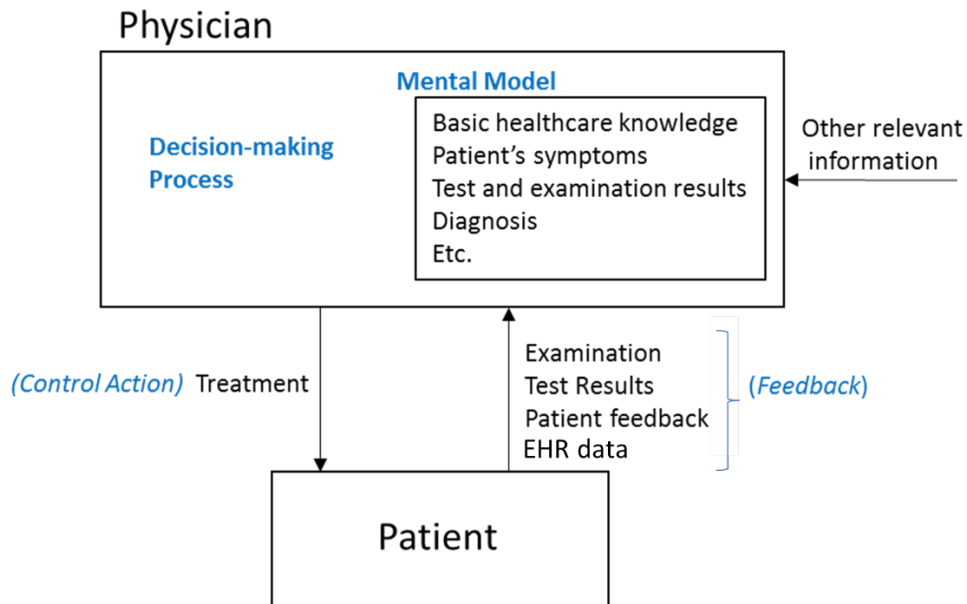 Physician
Mental Model
Decision-making
Process
Basic healthcare knowledge
Patient's symptoms
Test and examination results
Diagnosis
Etc.
Other relevant
information
(Control Action) Treatment
Examination
Test Results
Patient feedback
EHR data
(Feedback)
Patient